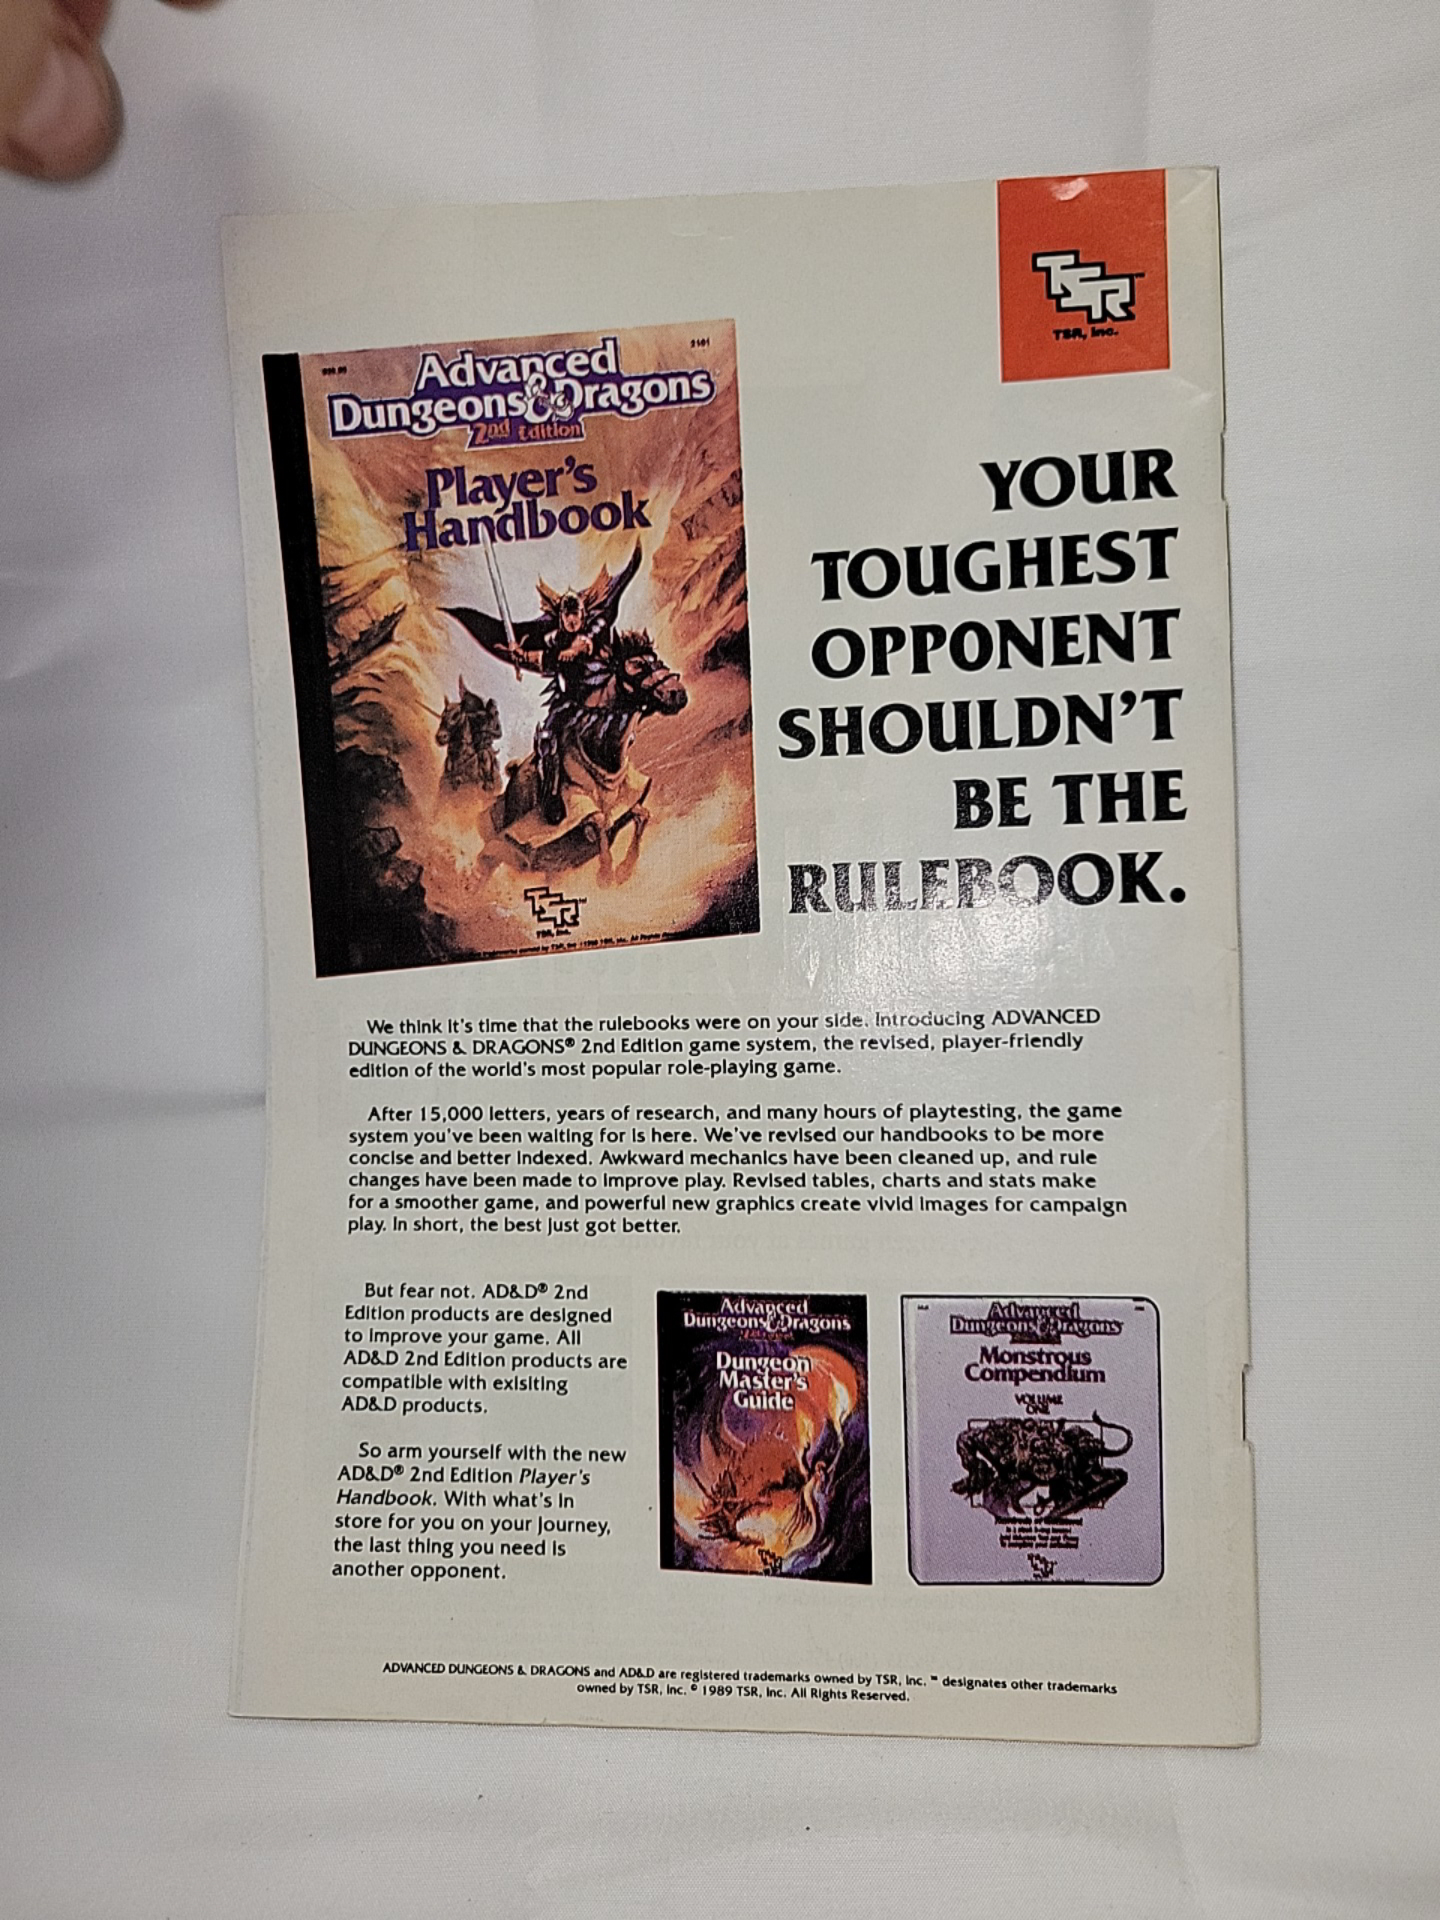 TSR
TSR, Inc.
Advanced
Dungeons & Dragons
2nd Edition
2101
Player's
Handbook
TSR
TSR, Inc.
YOUR
TOUGHEST
OPPONENT
SHOULDN'T
BE THE
RULEBOOK.
We think it's time that the rulebooks were on your side. Introducing ADVANCED
DUNGEONS & DRAGONS® 2nd Edition game system, the revised, player-friendly
edition of the world's most popular role-playing game.
After 15,000 letters, years of research, and many hours of playtesting, the game
system you've been waiting for is here. We've revised our handbooks to be more
concise and better indexed. Awkward mechanics have been cleaned up, and rule
changes have been made to improve play. Revised tables, charts and stats make
for a smoother game, and powerful new graphics create vivid images for campaign
play. In short, the best just got better.
But fear not. AD&D® 2nd
Edition products are designed
to improve your game. All
AD&D 2nd Edition products are
compatible with exisiting
AD&D products.
So arm yourself with the new
AD&D® 2nd Edition Player's
Handbook. With what's in
store for you on your journey,
the last thing you need is
another opponent.
Advanced
Dungeons & Dragons
Dungeon
Master's
Guide
TSR
Advanced
Dungeons & Dragons
Monstrous
Compendium
VOLUME
ONE
TSR
ADVANCED DUNGEONS & DRAGONS and AD&D are registered trademarks owned by TSR, Inc. ™ designates other trademarks
owned by TSR, Inc. © 1989 TSR, Inc. All Rights Reserved.